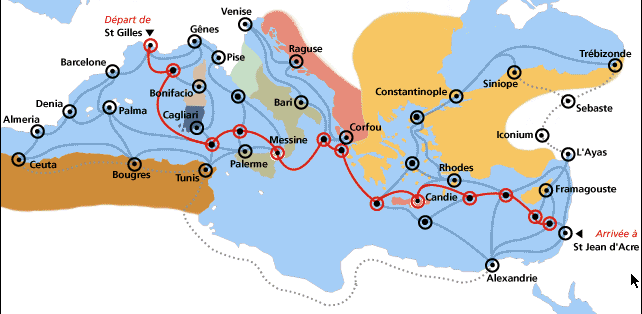 Venise
Départ de
St Gilles
Gênes
Trébizonde
Raguse
Pise
Barcelone
Siniope
Bonifacio
Constantinople
Denia
Palma
Bari
Sebaste
Cagliari
Almeria
Corfou
Iconium
Messine
L'Ayas
Ceuta
Palerme
Rhodes
Bougres
Tunis
Framagouste
Candie
Arrivée à
St Jean d'Acre
Alexandrie